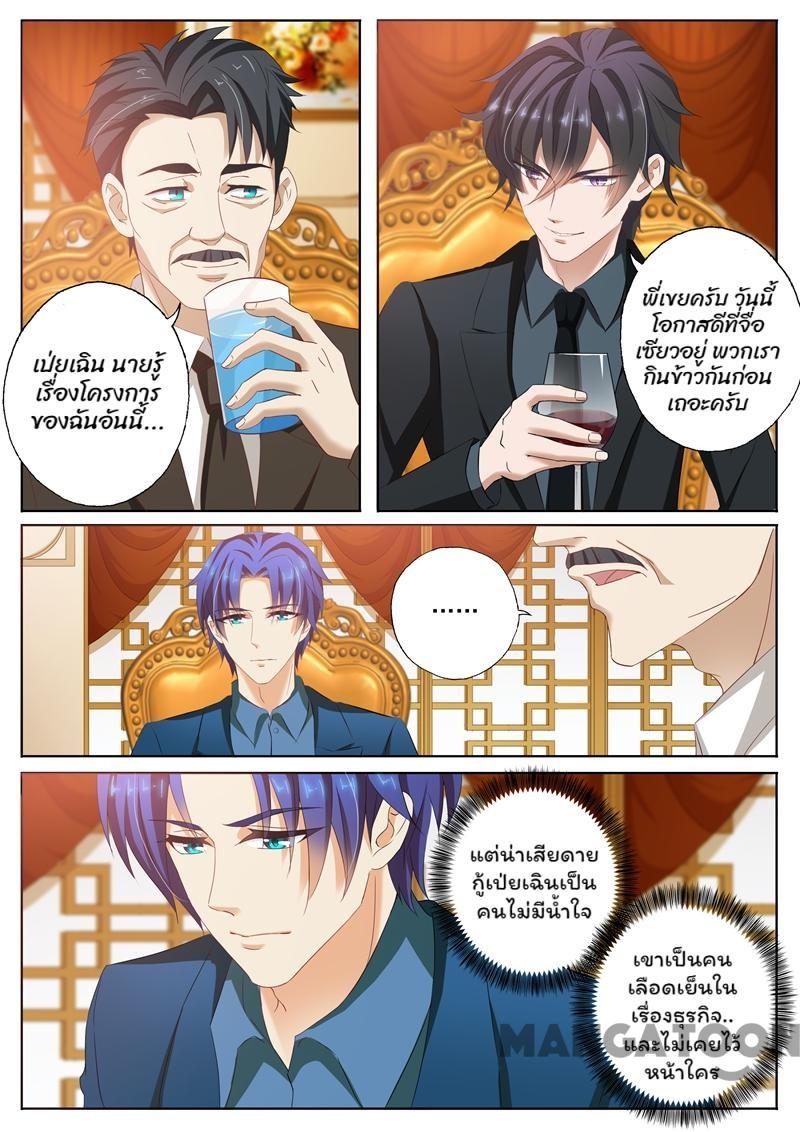 เป่ยเฉิน นายรู้
เรื่องโครงการ
ของฉันอันนี้...
พี่เขยครับ วันนี้
โอกาสดีที่จื่อ
เซียวอยู่ พวกเรา
กินข้าวกันก่อน
เถอะครับ
......
แต่น่าเสียดาย
กู้เป่ยเฉินเป็น
คนไม่มีน้ำใจ
เขาเป็นคน
เลือดเย็นใน
เรื่องธุรกิจ..
และไม่เคยไว้
หน้าใคร
MANGATOON